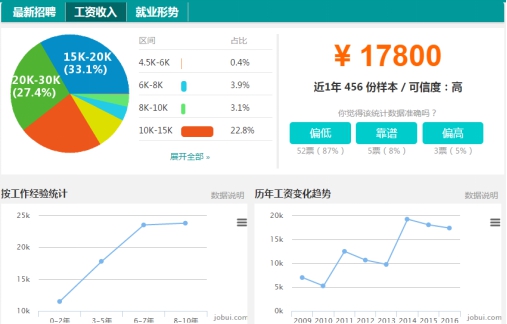 最新招聘 工资收入 就业形势
15K-20K
(33.1%)
20K-30K
(27.4%)
区间 占比
4.5K-6K 0.4%
6K-8K 3.9%
8K-10K 3.1%
10K-15K 22.8%
展开全部 »
¥ 17800
近1年 456 份样本 / 可信度：高
你觉得该统计数据准确吗？
偏低 靠谱 偏高
52票（87%） 5票（8%） 3票（5%）
按工作经验统计 数据说明
25k
20k
15k
10k
0-2年 3-5年 6-7年 8-10年
jobui.com
历年工资变化趋势 数据说明
20k
15k
10k
5k
0k
2009 2010 2011 2012 2013 2014 2015 2016
jobui.com